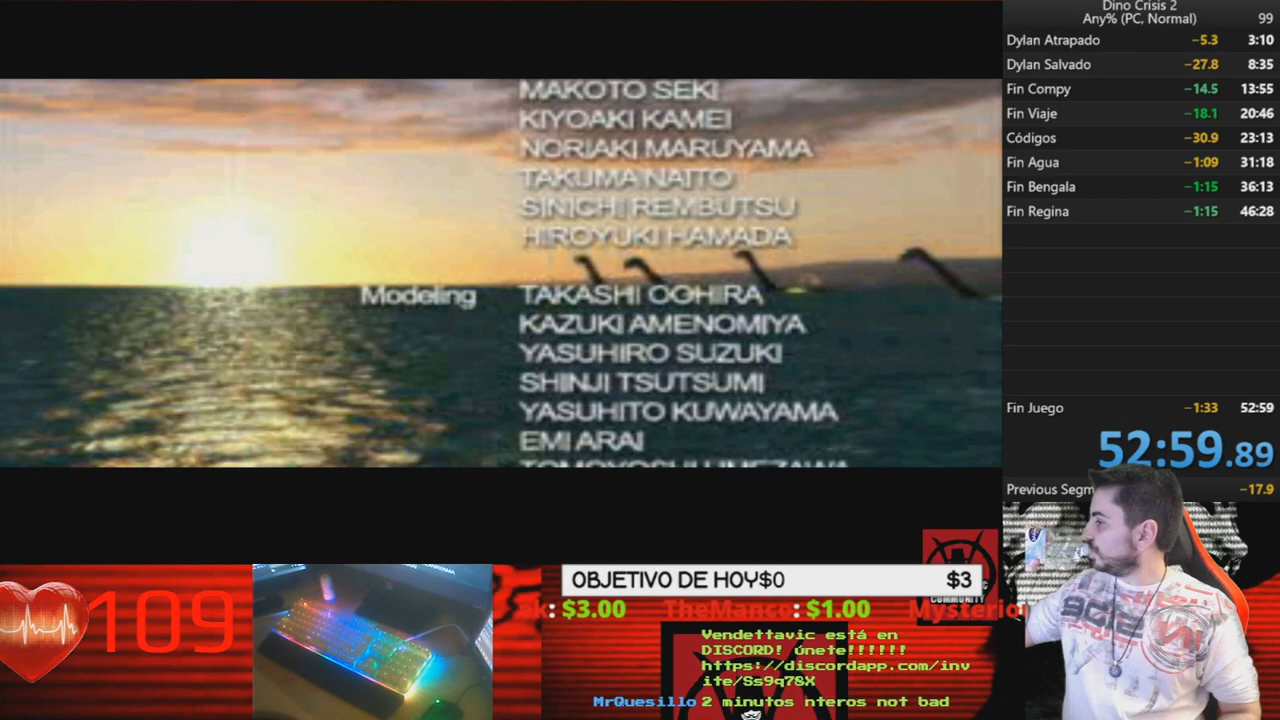 MAKOTO SEKI
KIYOAKI KAMEI
NORIAKI MARUYAMA
TAKUMA NAITO
SINICHI REMBUTSU
HIROYUKI HAMADA
Modeling TAKASHI OOHIRA
KAZUKI AMENOMIYA
YASUHIRO SUZUKI
SHINJI TSUTSUMI
YASUHITO KUWAYAMA
EMI ARAI
Dino Crisis 2
Any% (PC, Normal) 99
Dylan Atrapado −5.3 3:10
Dylan Salvado −27.8 8:35
Fin Compy −14.5 13:55
Fin Viaje −18.1 20:46
Códigos −30.9 23:13
Fin Agua −1:09 31:18
Fin Bengala −1:15 36:13
Fin Regina −1:15 46:28
Fin Juego −1:33 52:59
52:59.89
Previous Segm −17.9
109
OBJETIVO DE HOY$0 $3
COMMUNITY
: $3.00 TheManco: $1.00 Mysterio
Vendettavic está en
DISCORD! únete!!!!!!
https://discordapp.com/inv
ite/Ss9q78X
MrQuesillo 2 minutos nteros not bad